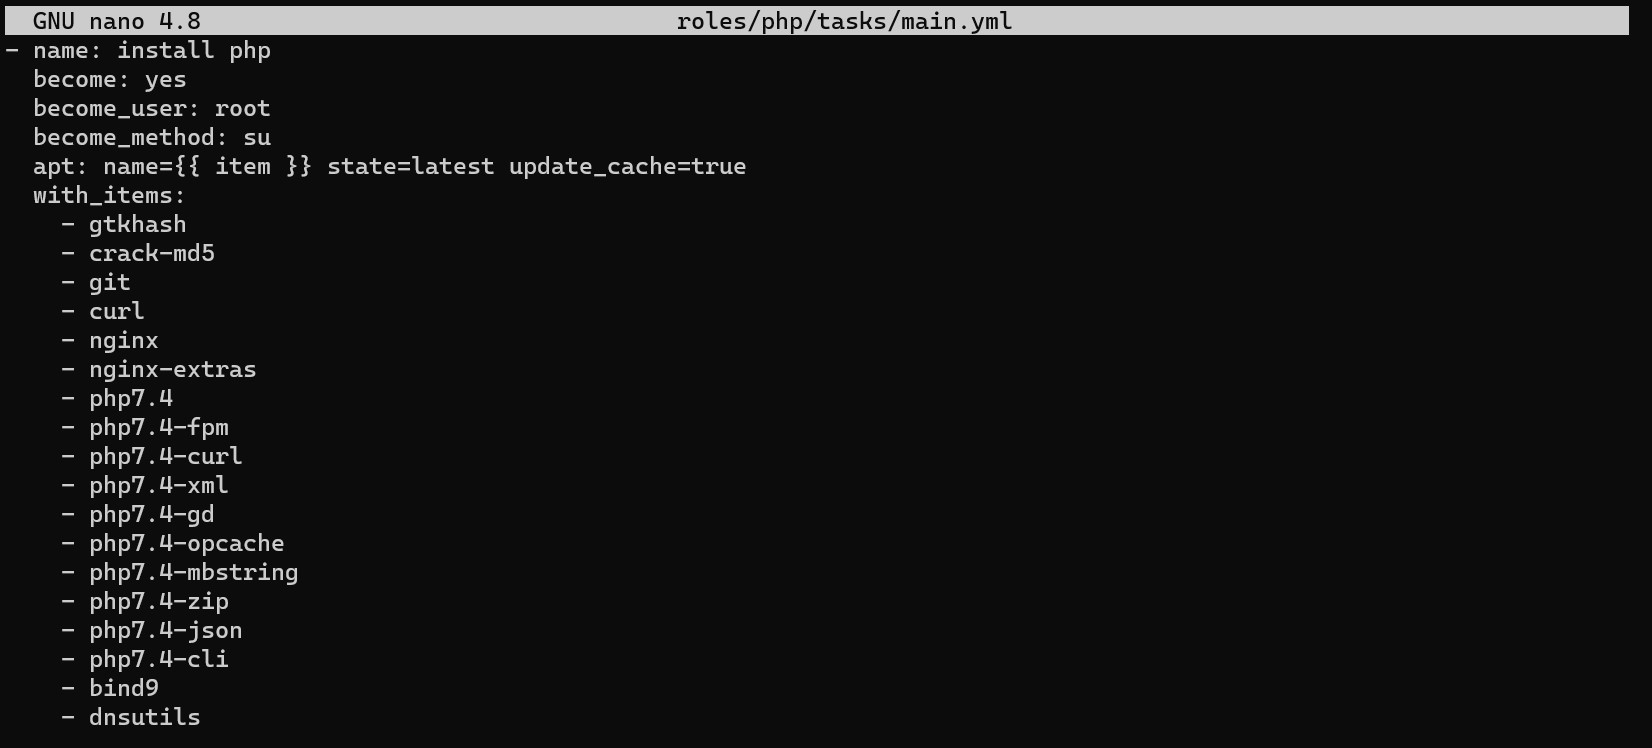 GNU nano 4.8 roles/php/tasks/main.yml
- name: install php
  become: yes
  become_user: root
  become_method: su
  apt: name={{ item }} state=latest update_cache=true
  with_items:
    - gtkhash
    - crack-md5
    - git
    - curl
    - nginx
    - nginx-extras
    - php7.4
    - php7.4-fpm
    - php7.4-curl
    - php7.4-xml
    - php7.4-gd
    - php7.4-opcache
    - php7.4-mbstring
    - php7.4-zip
    - php7.4-json
    - php7.4-cli
    - bind9
    - dnsutils